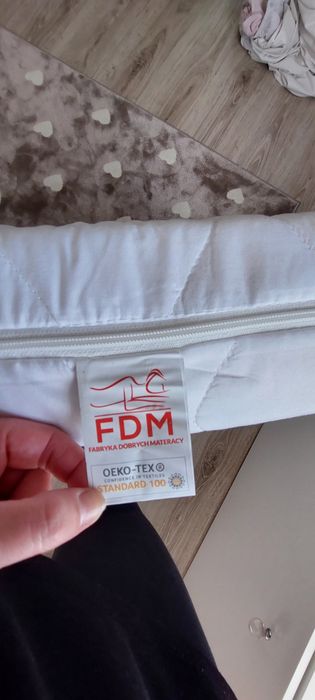 FDM
FABRYKA DOBRYCH MATERACY
OEKO-TEX®
CONFIDENCE IN TEXTILES
STANDARD 100